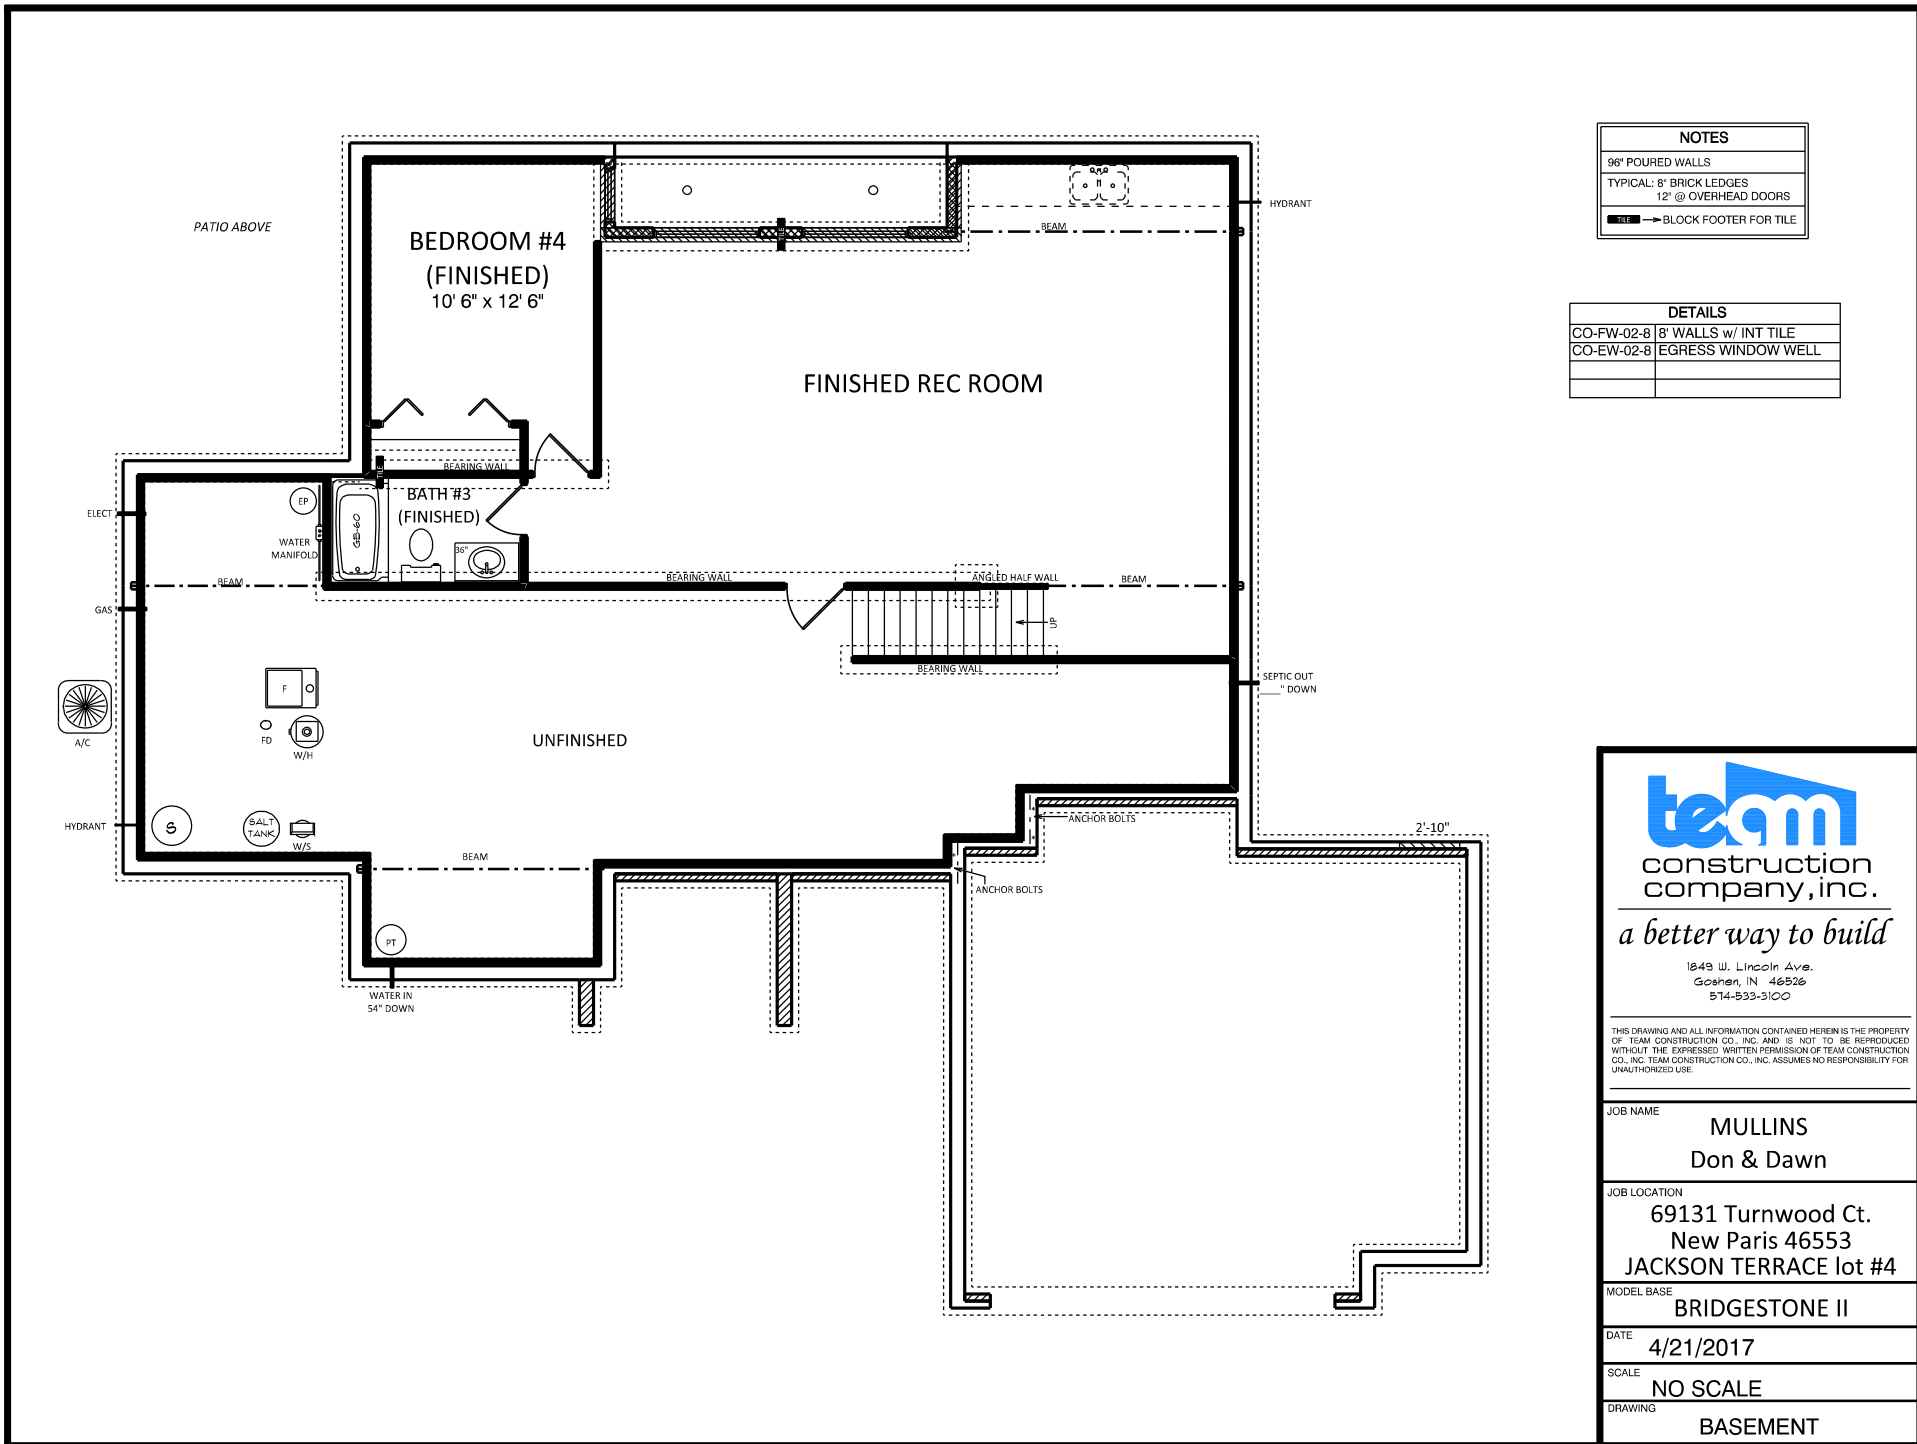 PATIO ABOVE
BEDROOM #4
(FINISHED)
10' 6" x 12' 6"
HYDRANT
BEAM
FINISHED REC ROOM
BEARING WALL
TILE
TILE
BATH #3
(FINISHED)
GB-60
36"
EP
WATER
MANIFOLD
ELECT
BEAM
GAS
BEARING WALL
ANGLED HALF WALL
BEAM
UP
BEARING WALL
SEPTIC OUT
____" DOWN
F
FD
W/H
A/C
UNFINISHED
HYDRANT
S
SALT
TANK
W/S
BEAM
ANCHOR BOLTS
ANCHOR BOLTS
2'-10"
PT
WATER IN
54" DOWN
NOTES
96" POURED WALLS
TYPICAL: 8" BRICK LEDGES
12" @ OVERHEAD DOORS
TILE BLOCK FOOTER FOR TILE
DETAILS
CO-FW-02-8 8' WALLS w/ INT TILE
CO-EW-02-8 EGRESS WINDOW WELL
team
construction
company,inc.
a better way to build
1849 W. Lincoln Ave.
Goshen, IN 46526
574-533-3100
THIS DRAWING AND ALL INFORMATION CONTAINED HEREIN IS THE PROPERTY
OF TEAM CONSTRUCTION CO., INC. AND IS NOT TO BE REPRODUCED
WITHOUT THE EXPRESSED WRITTEN PERMISSION OF TEAM CONSTRUCTION
CO., INC. TEAM CONSTRUCTION CO., INC. ASSUMES NO RESPONSIBILITY FOR
UNAUTHORIZED USE.
JOB NAME
MULLINS
Don & Dawn
JOB LOCATION
69131 Turnwood Ct.
New Paris 46553
JACKSON TERRACE lot #4
MODEL BASE
BRIDGESTONE II
DATE
4/21/2017
SCALE
NO SCALE
DRAWING
BASEMENT